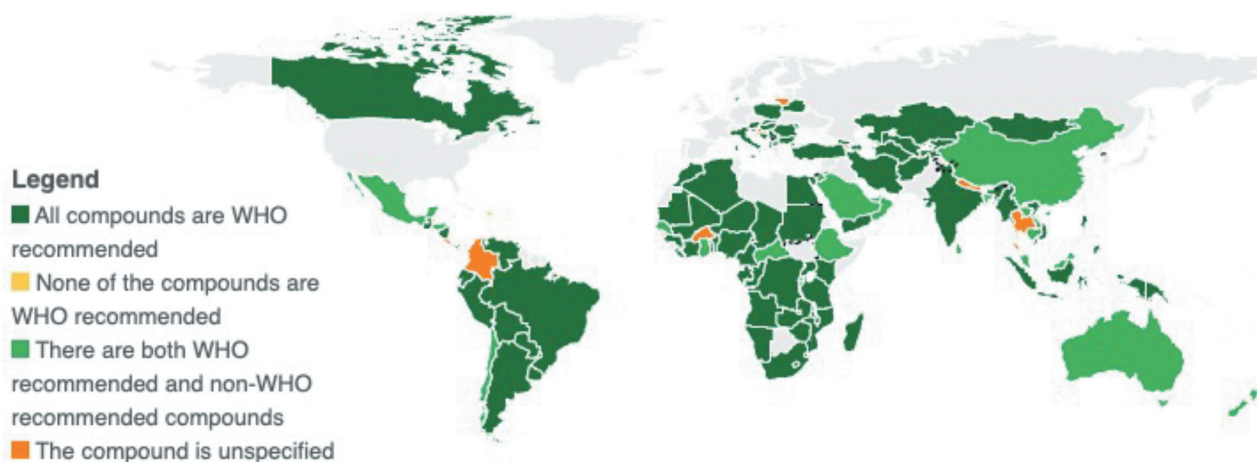 Legend
All compounds are WHO
recommended
None of the compounds are
WHO recommended
There are both WHO
recommended and non-WHO
recommended compounds
The compound is unspecified